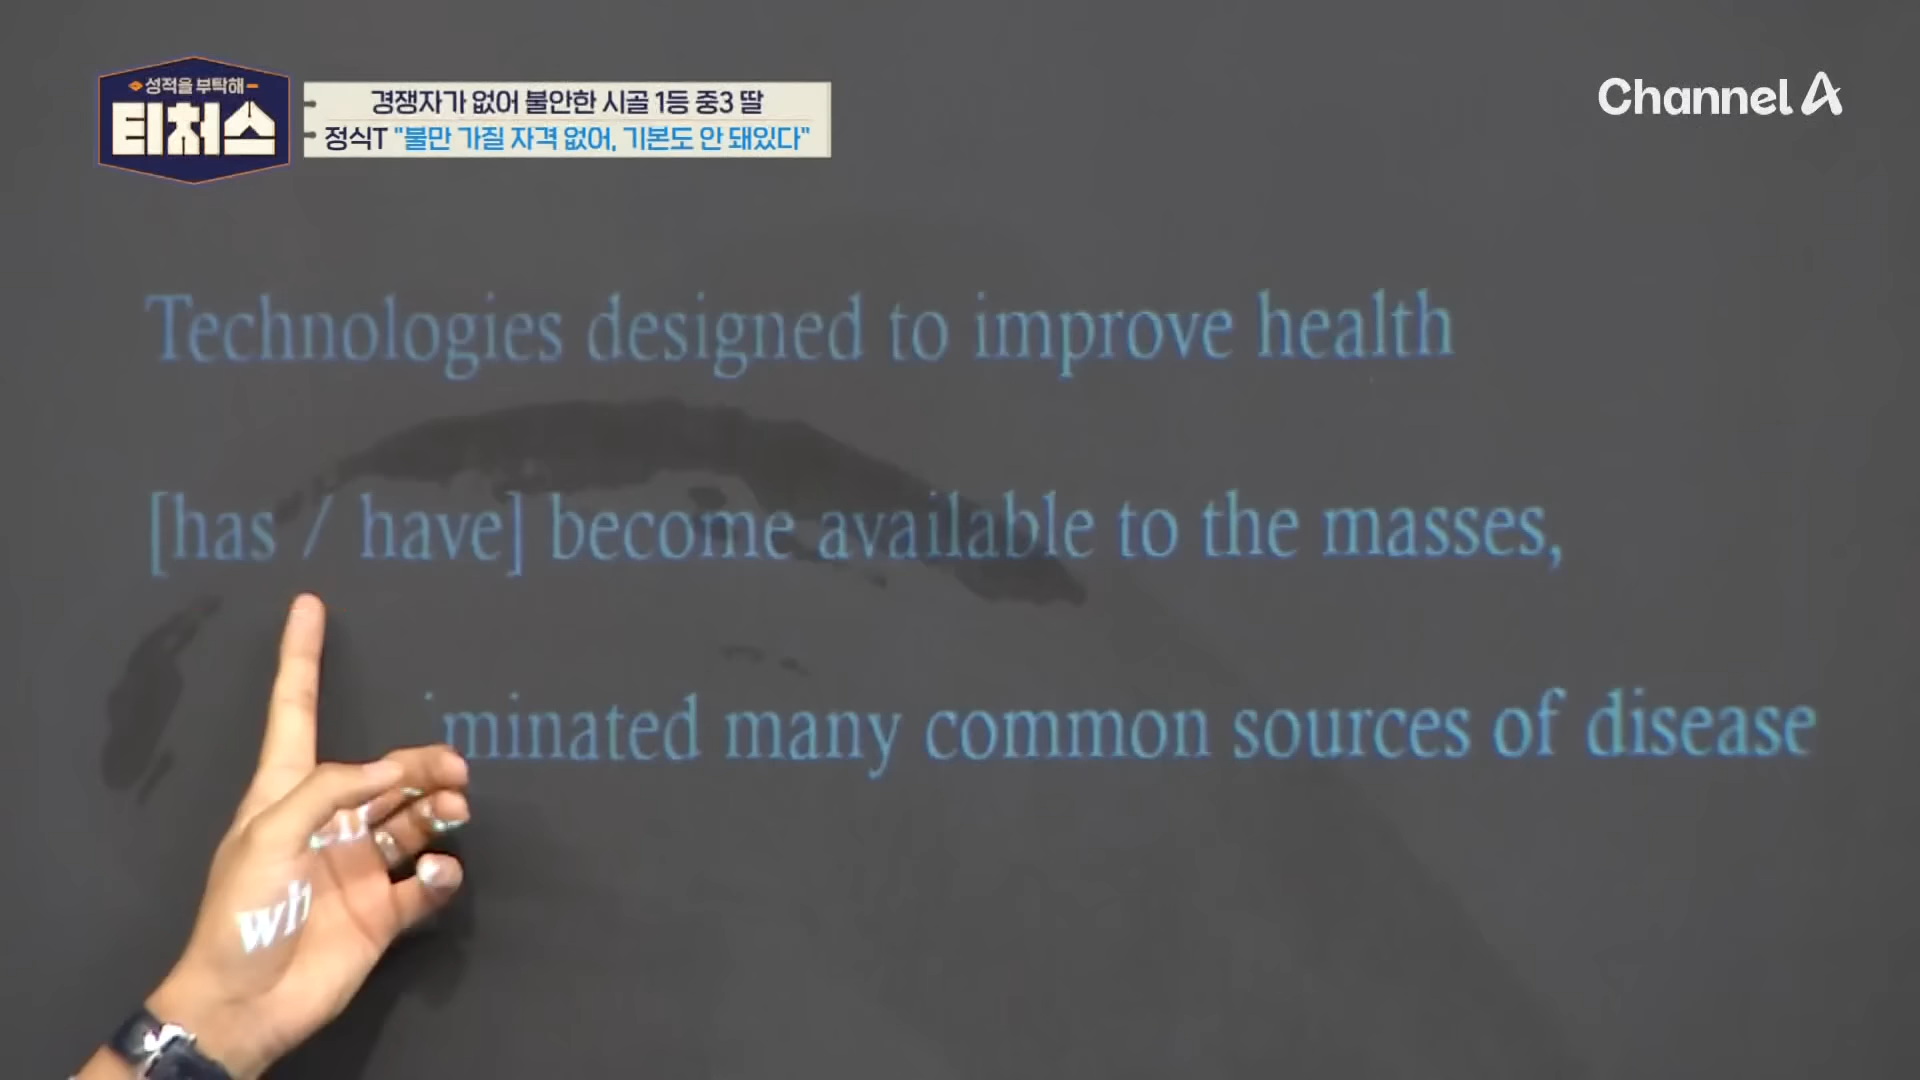 성적을 부탁해
티처스
경쟁자가 없어 불안한 시골 1등 중3 딸
정식T "불만 가질 자격 없어, 기본도 안 돼있다"
Channel A
Technologies designed to improve health
[has / have] become available to the masses,
many common sources of disease